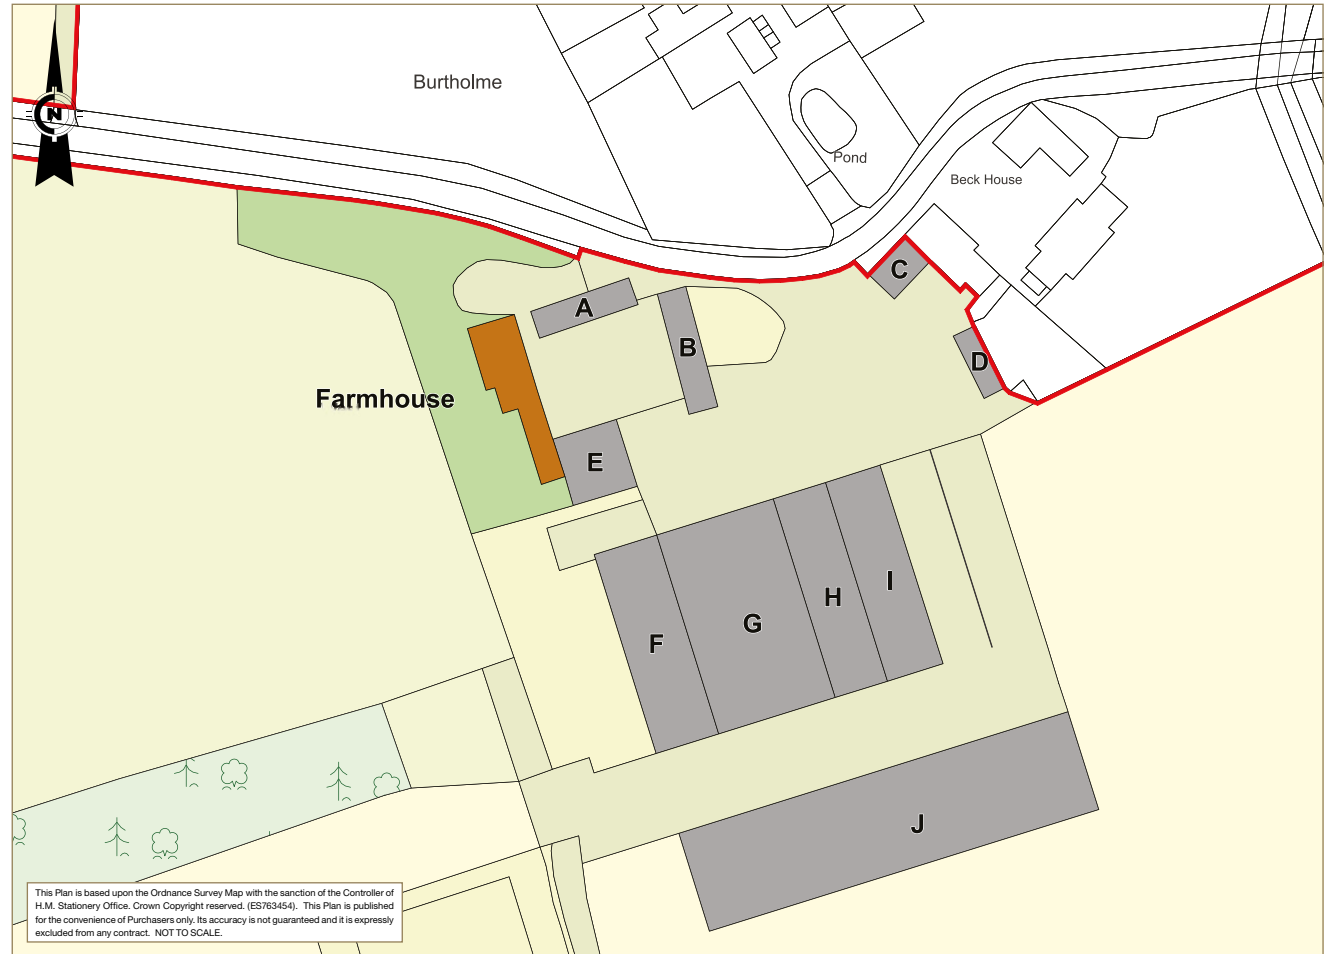 Burtholme
N
Pond
Beck House
C
A
B
D
Farmhouse
E
I
H
G
F
J
This Plan is based upon the Ordnance Survey Map with the sanction of the Controller of
H.M. Stationery Office. Crown Copyright reserved. (ES763454). This Plan is published
for the convenience of Purchasers only. Its accuracy is not guaranteed and it is expressly
excluded from any contract. NOT TO SCALE.